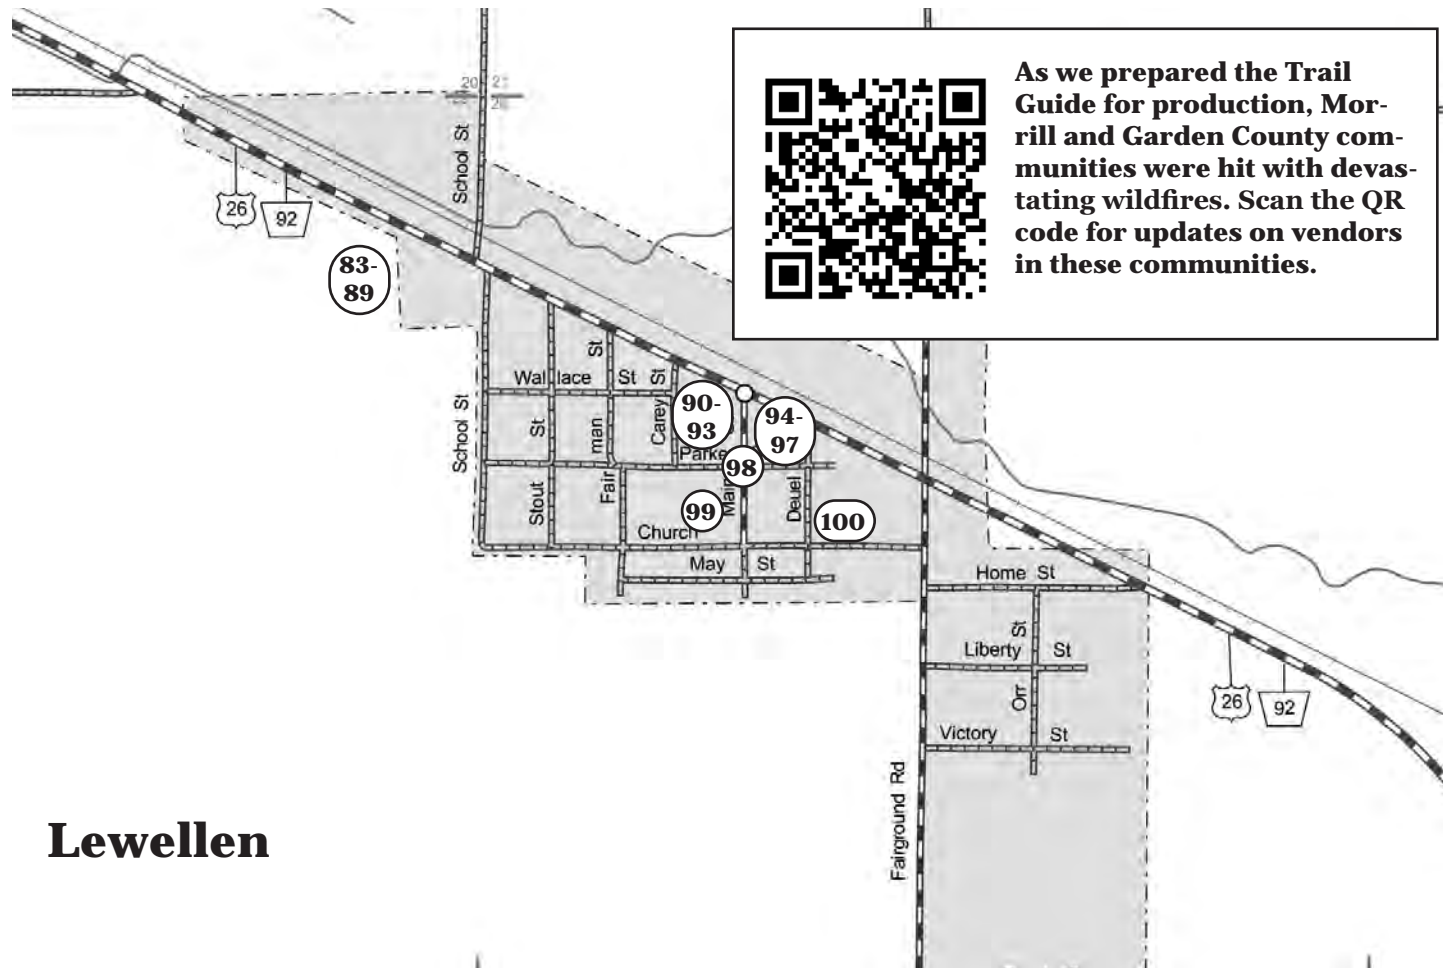 As we prepared the Trail
Guide for production, Mor-
rill and Garden County com-
munities were hit with devas-
tating wildfires. Scan the QR
code for updates on vendors
in these communities.
20 21
School St
26
92
83-
89
St
Wallace St
St
Carey
90-
93
94-
97
School St
St
man
Parke
98
Stout
Fair
Main
99
Deuel
100
Church
May St
Home St
St
Liberty St
Orr
26
92
Victory St
Fairground Rd
Lewellen